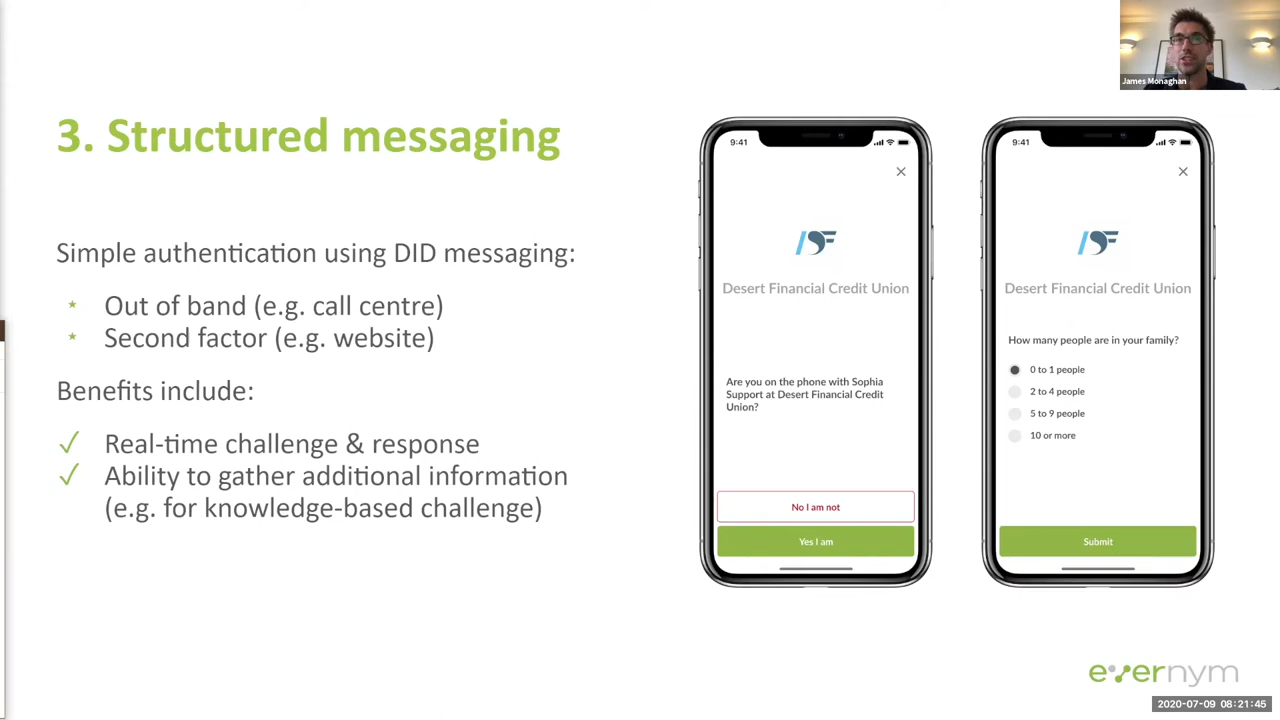 James Monaghan
3. Structured messaging
Simple authentication using DID messaging:
Out of band (e.g. call centre)
Second factor (e.g. website)
Benefits include:
Real-time challenge & response
Ability to gather additional information
(e.g. for knowledge-based challenge)
9:41
Desert Financial Credit Union
Are you on the phone with Sophia
Support at Desert Financial Credit
Union?
No I am not
Yes I am
9:41
Desert Financial Credit Union
How many people are in your family?
0 to 1 people
2 to 4 people
5 to 9 people
10 or more
Submit
evernym
2020-07-09 08:21:45